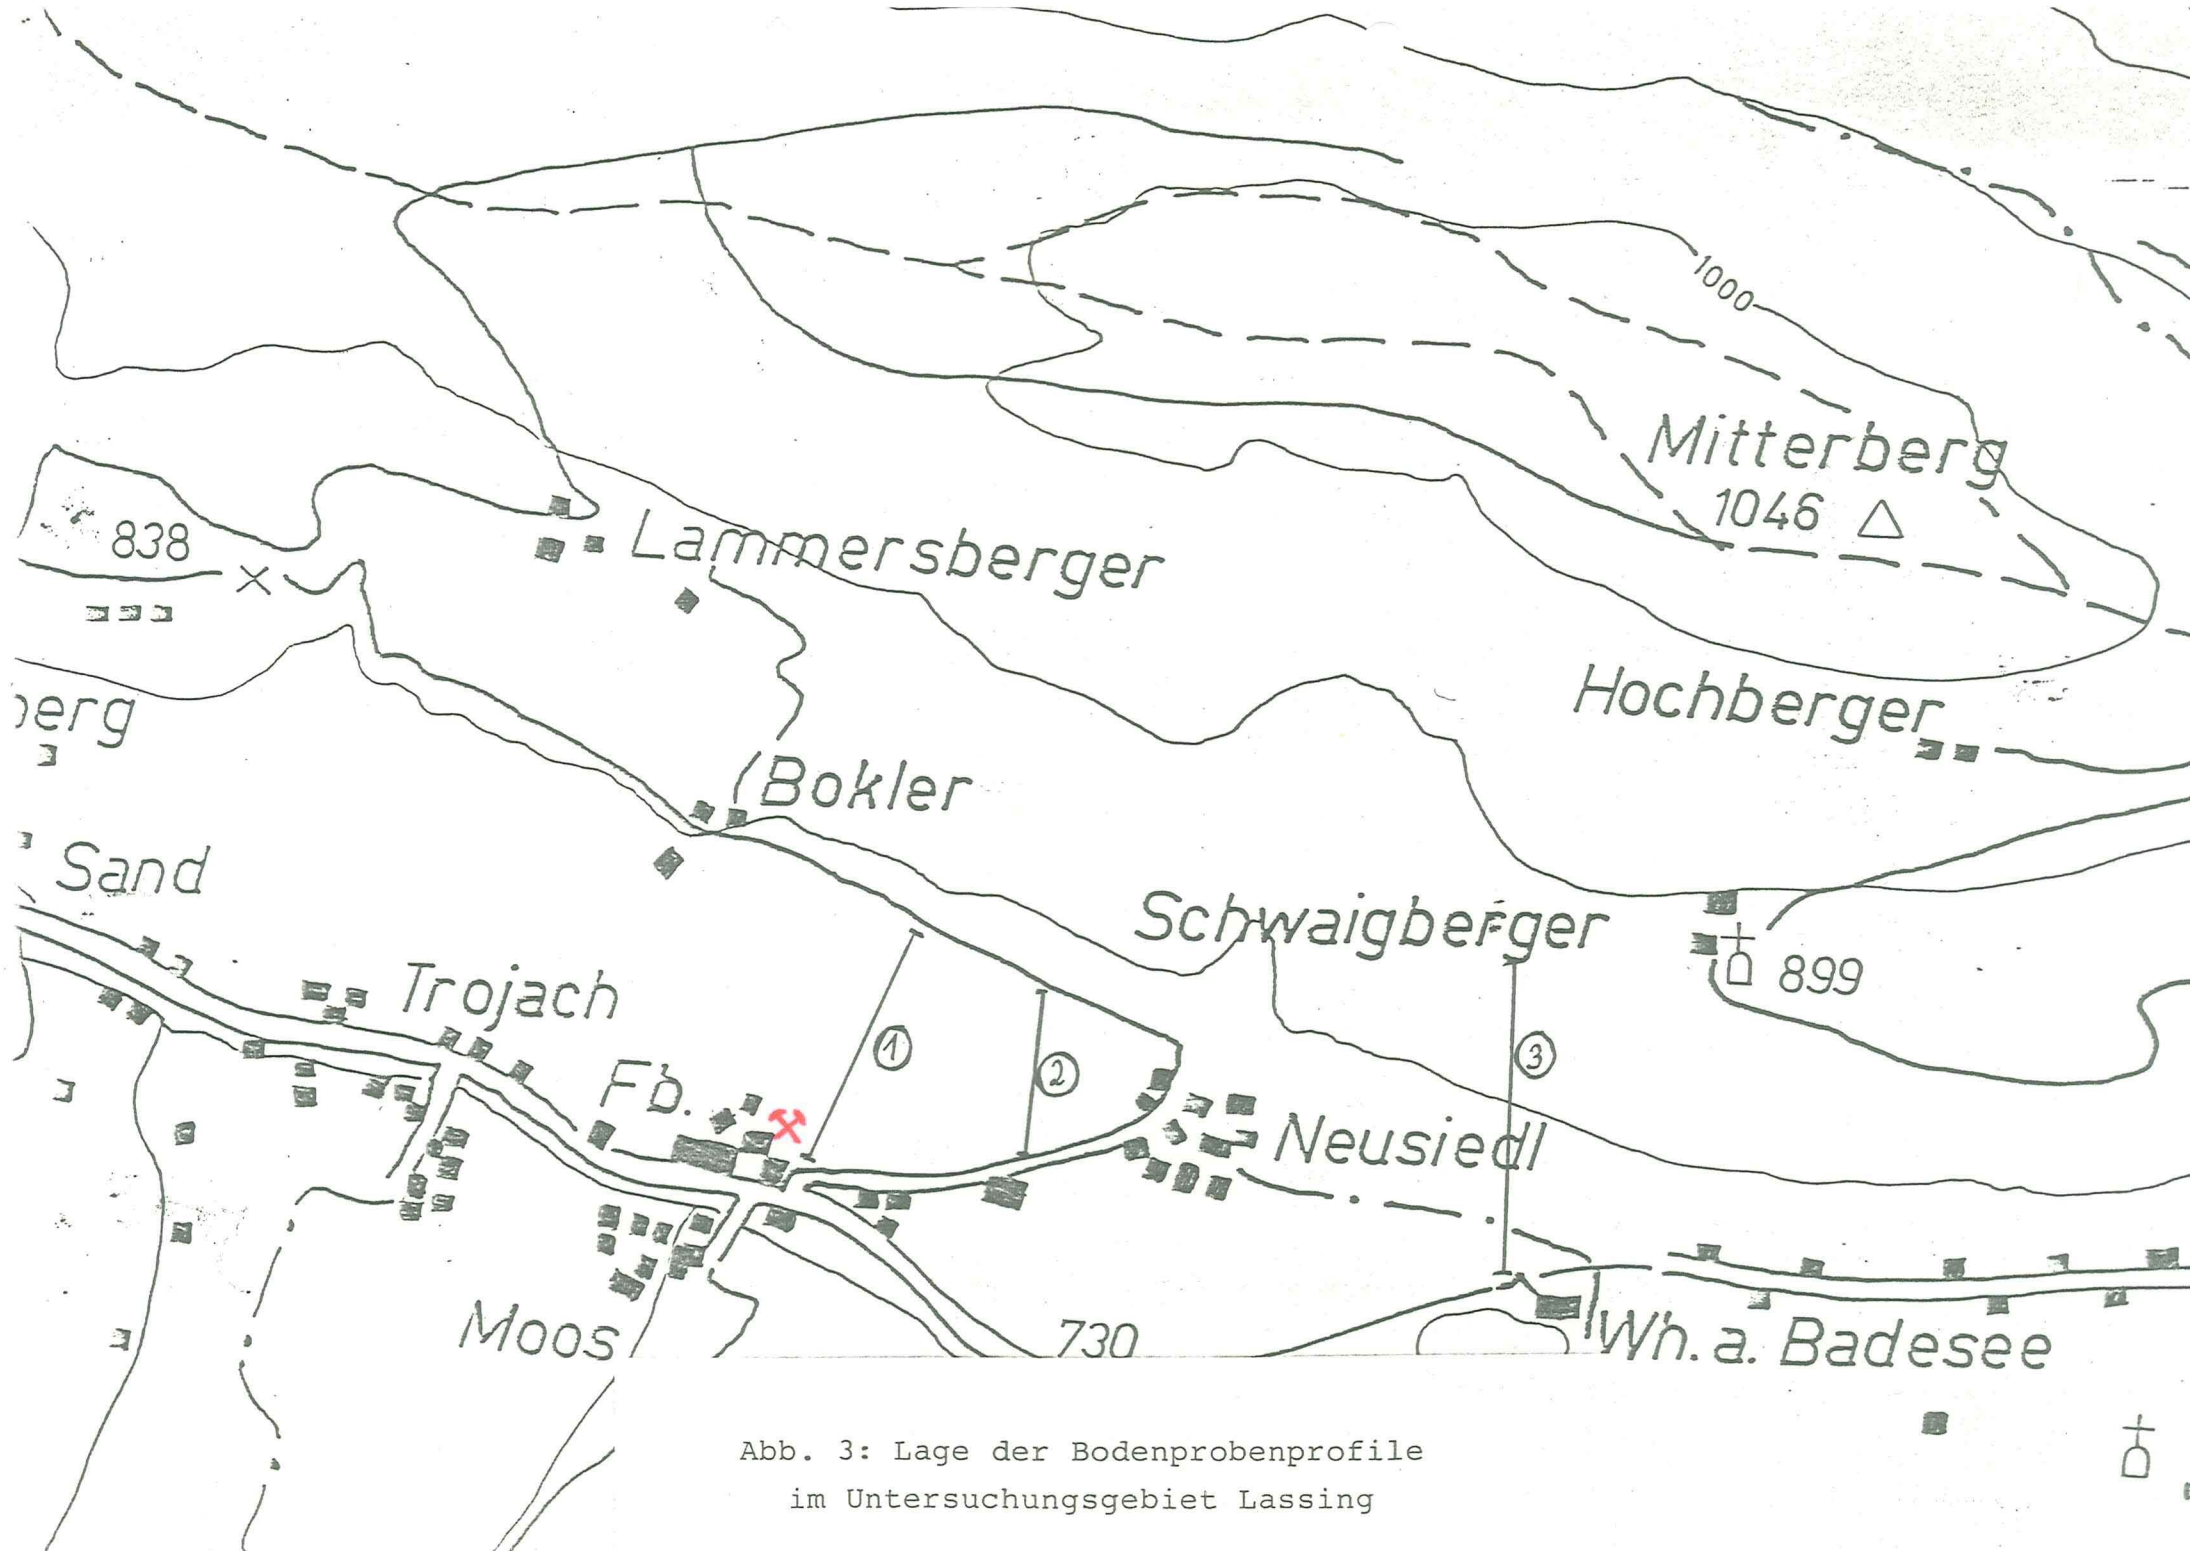 1000
Mitterberg
1046
838
Lammersberger
Hochberger
berg
Bokler
Sand
Schwaigberger
899
Trojach
1
2
3
Fb.
Neusiedl
Moos
730
Wh. a. Badesee
Abb. 3: Lage der Bodenprobenprofile
im Untersuchungsgebiet Lassing